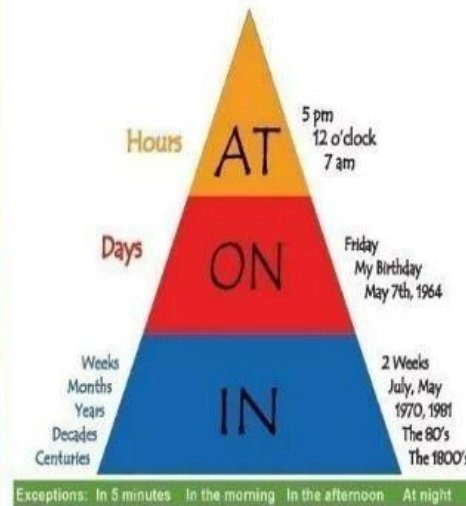 Hours
AT
5 pm
12 o'clock
7 am
Days
ON
Friday
My Birthday
May 7th, 1964
Weeks
Months
Years
Decades
Centuries
IN
2 Weeks
July, May
1970, 1981
The 80's
The 1800's
Exceptions: In 5 minutes In the morning In the afternoon At night